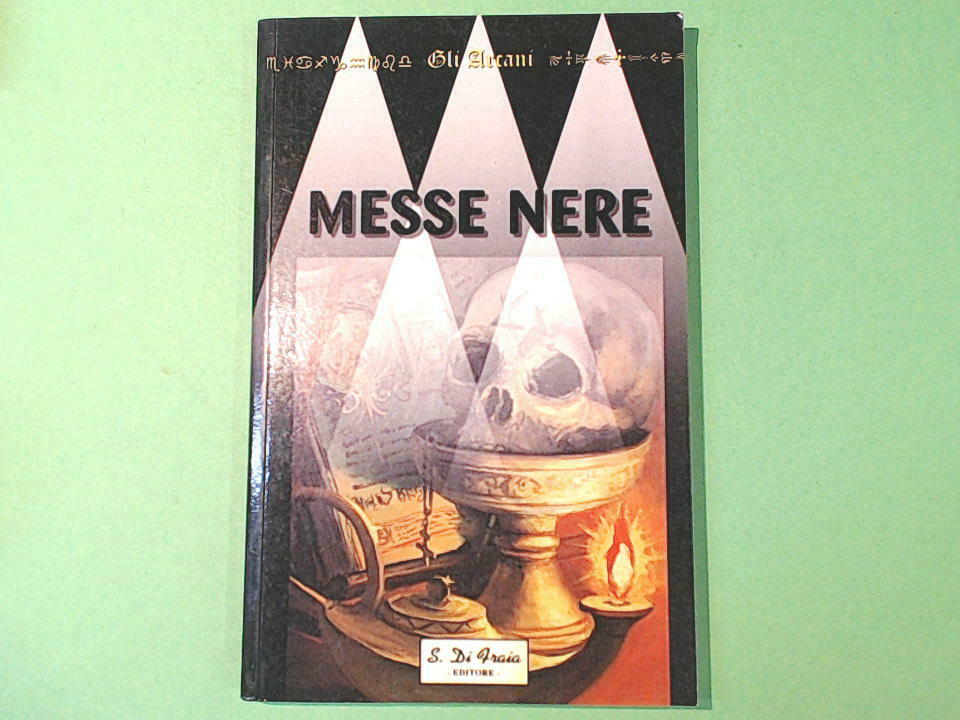 ♏♓♋♐♑♒♍♌♎ Gli Arcani
MESSE NERE
S. Di Fraia
- EDITORE -